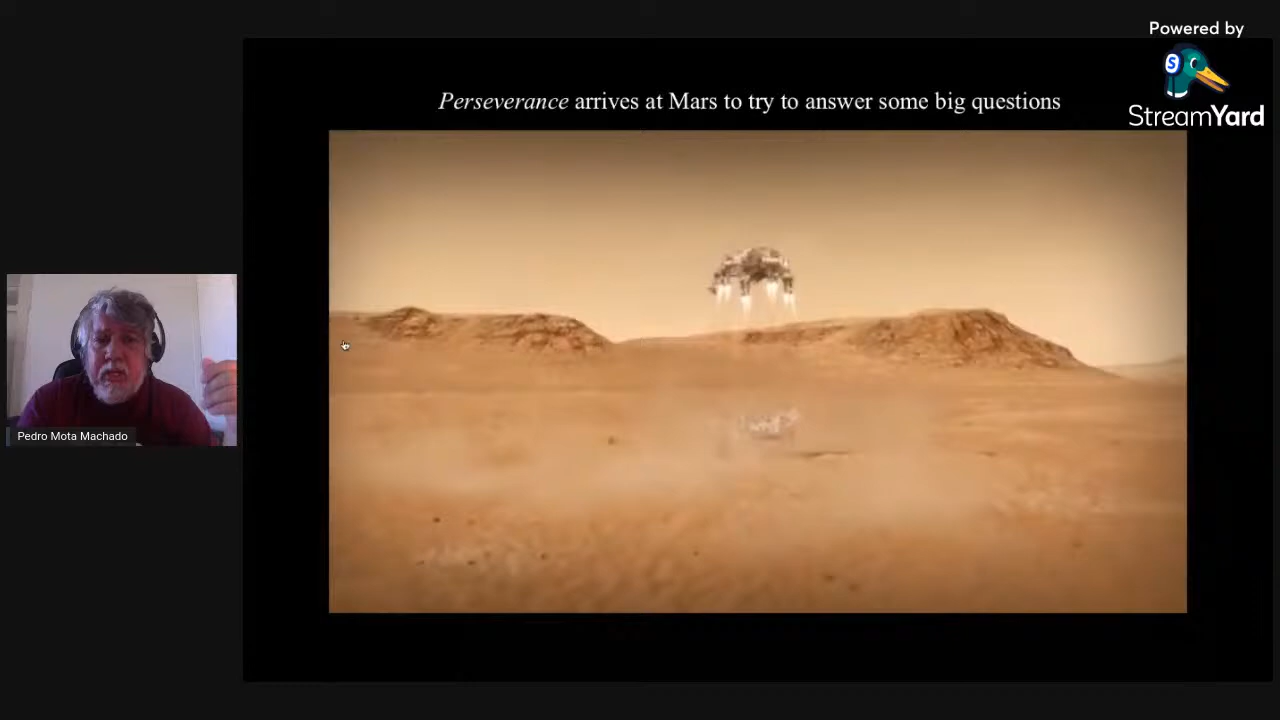 Powered by
S
StreamYard
Perseverance arrives at Mars to try to answer some big questions
Pedro Mota Machado